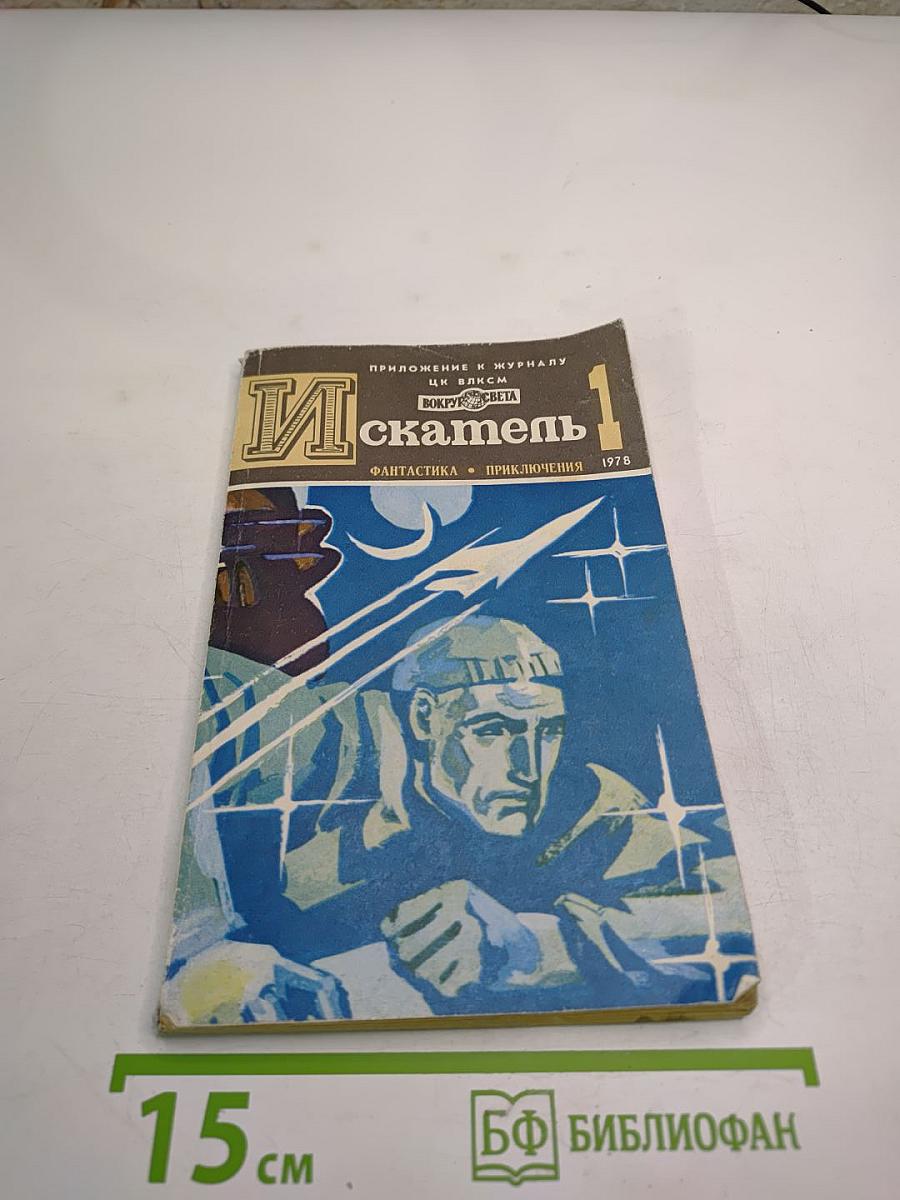 ПРИЛОЖЕНИЕ К ЖУРНАЛУ
ЦК ВЛКСМ
ВОКРУГ СВЕТА
Искатель 1
ФАНТАСТИКА • ПРИКЛЮЧЕНИЯ 1978
15 см
БФ БИБЛИОФАН